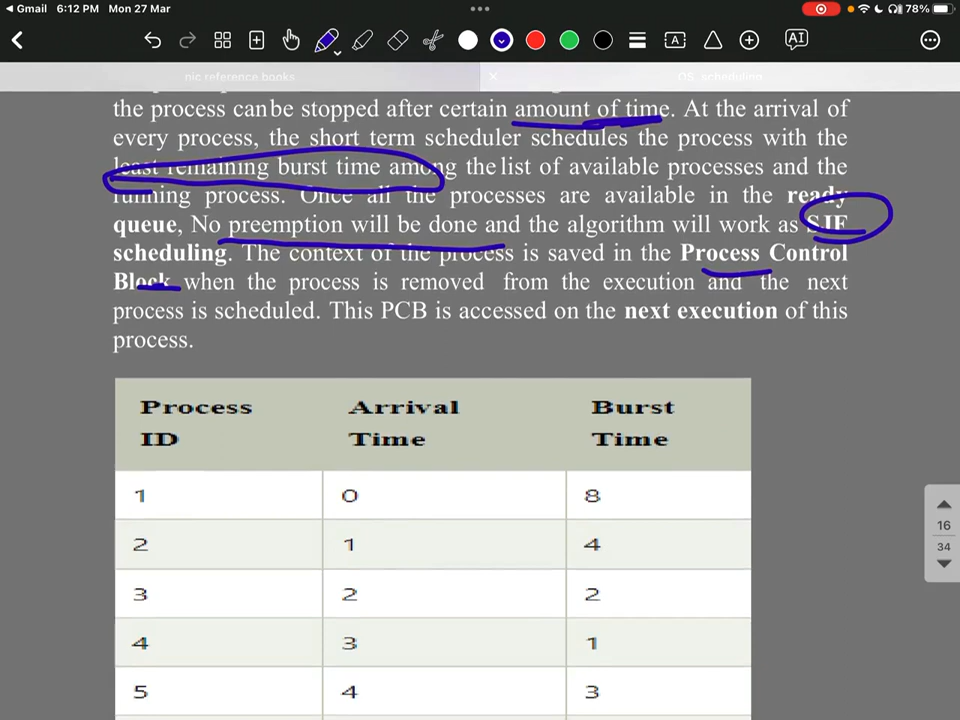 Gmail 6:12 PM Mon 27 Mar 78%
AI
nic reference books OS, scheduling
the process can be stopped after certain amount of time. At the arrival of
every process, the short term scheduler schedules the process with the
least remaining burst time among the list of available processes and the
running process. Once all the processes are available in the ready
queue, No preemption will be done and the algorithm will work as SJF
scheduling. The context of the process is saved in the Process Control
Block when the process is removed from the execution and the next
process is scheduled. This PCB is accessed on the next execution of this
process.
Process ID Arrival Time Burst Time
1 0 8
2 1 4
3 2 2
4 3 1
5 4 3
16
34